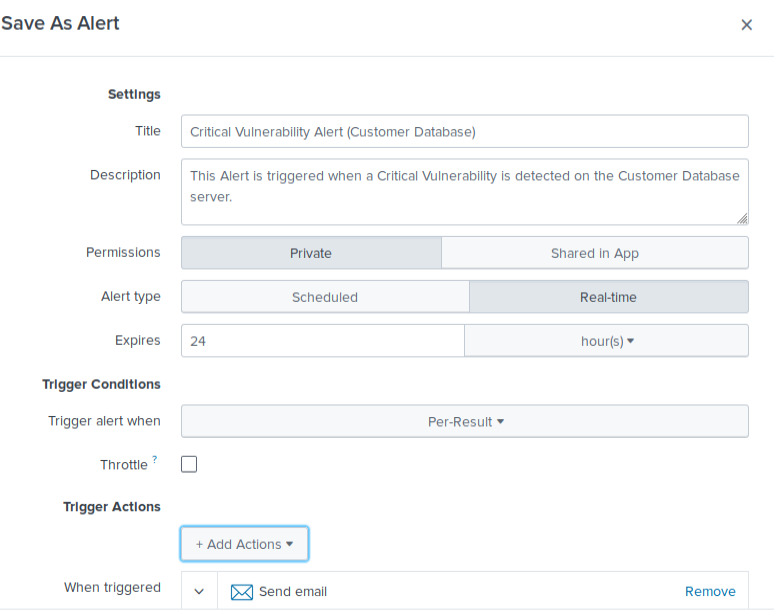 Save As Alert
×
Settings
Title
Critical Vulnerability Alert (Customer Database)
Description
This Alert is triggered when a Critical Vulnerability is detected on the Customer Database
server.
Permissions
Private
Shared in App
Alert type
Scheduled
Real-time
Expires
24
hour(s)
Trigger Conditions
Trigger alert when
Per-Result
Throttle ?
Trigger Actions
+ Add Actions
When triggered
Send email
Remove